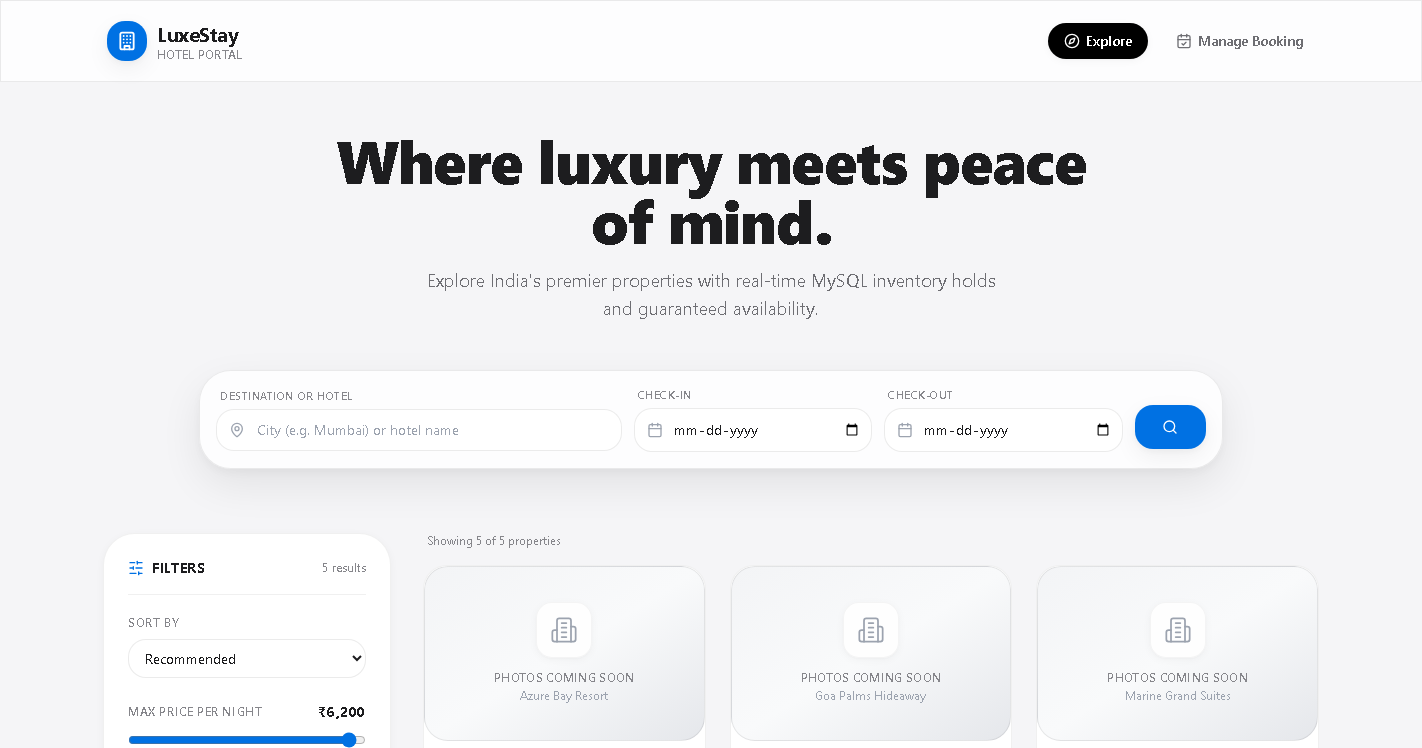 LuxeStay
HOTEL PORTAL
Explore
Manage Booking
Where luxury meets peace
of mind.
Explore India's premier properties with real-time MySQL inventory holds
and guaranteed availability.
DESTINATION OR HOTEL
City (e.g. Mumbai) or hotel name
CHECK-IN
mm-dd-yyyy
CHECK-OUT
mm-dd-yyyy
FILTERS
5 results
SORT BY
Recommended
MAX PRICE PER NIGHT
₹6,200
Showing 5 of 5 properties
PHOTOS COMING SOON
Azure Bay Resort
PHOTOS COMING SOON
Goa Palms Hideaway
PHOTOS COMING SOON
Marine Grand Suites